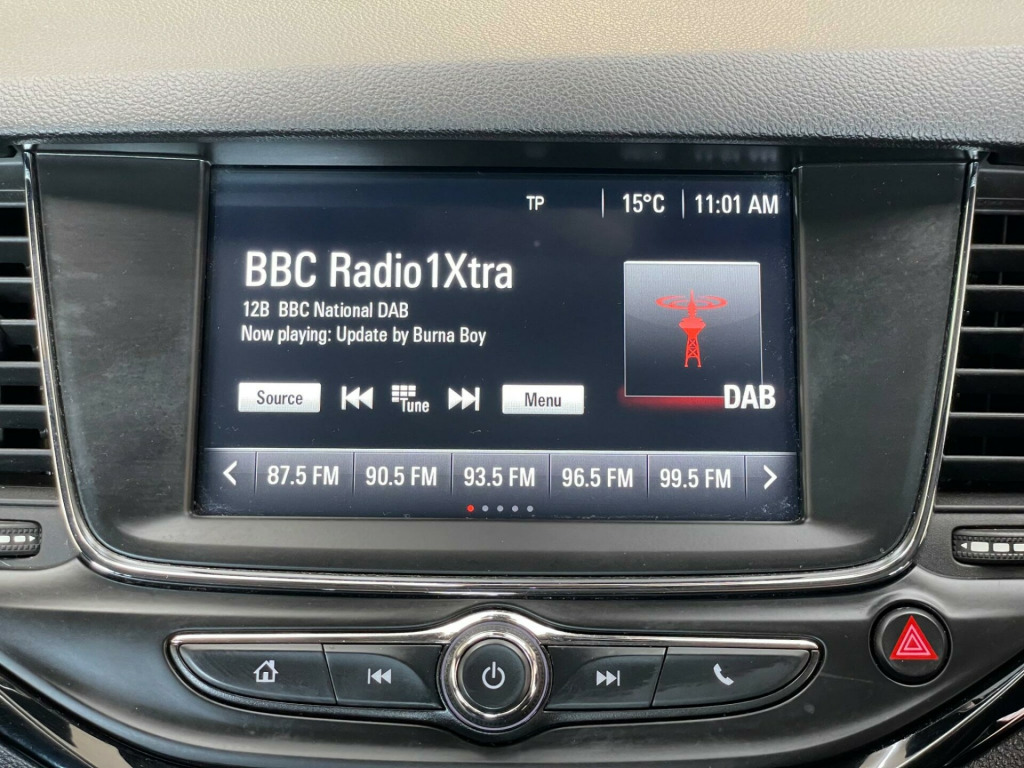 TP 15°C 11:01 AM
BBC Radio1Xtra
12B BBC National DAB
Now playing: Update by Burna Boy
Source Tune Menu
DAB
87.5 FM 90.5 FM 93.5 FM 96.5 FM 99.5 FM